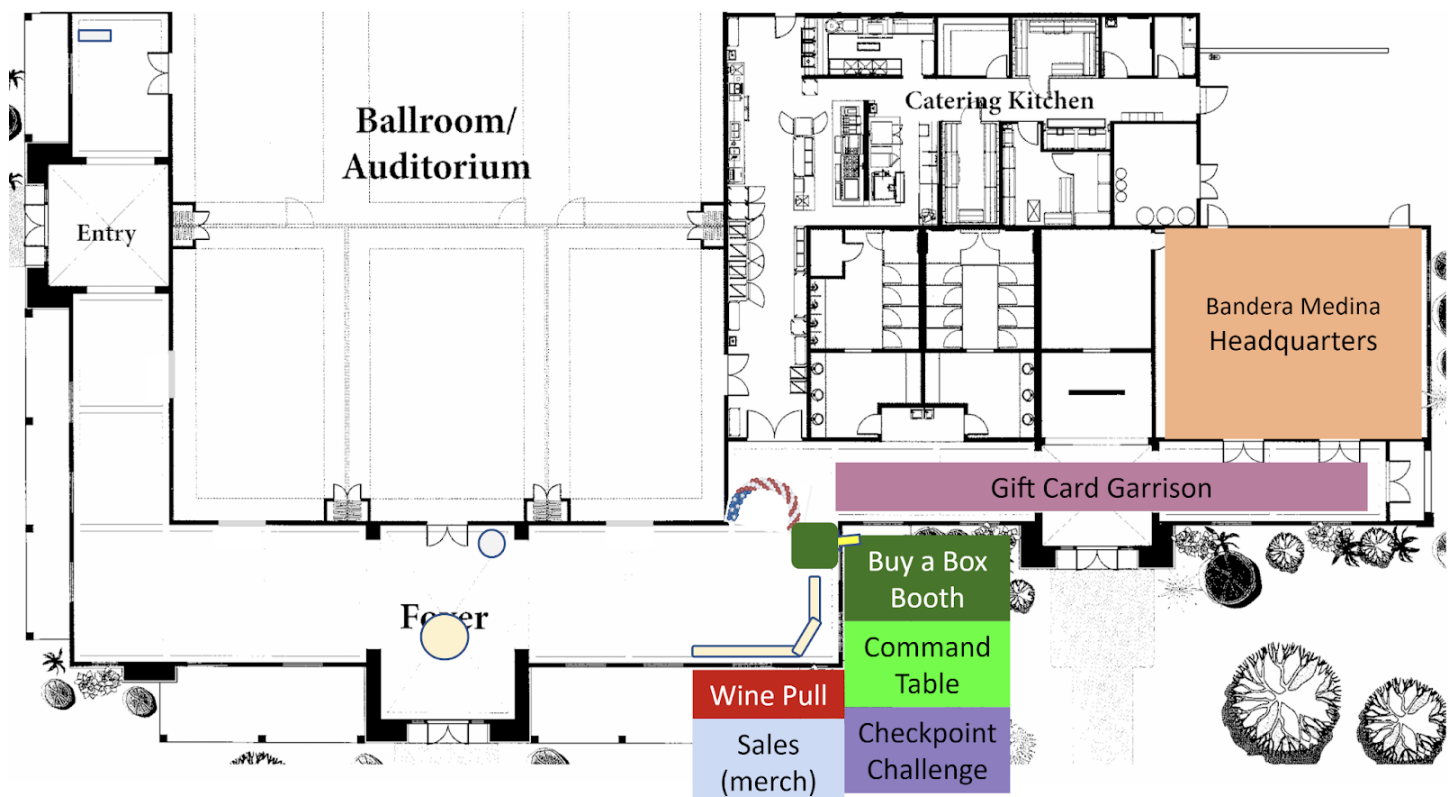 Ballroom/
Auditorium
Catering Kitchen
Entry
Bandera Medina
Headquarters
Gift Card Garrison
Foyer
Buy a Box
Booth
Command
Table
Wine Pull
Checkpoint
Challenge
Sales
(merch)